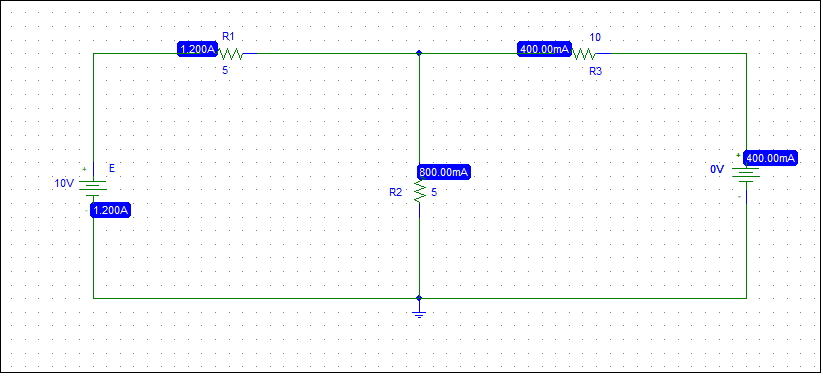 R1
10
1.200A
400.00mA
5
R3
400.00mA
+
+
E
0V
800.00mA
10V
R2
5
-
1.200A